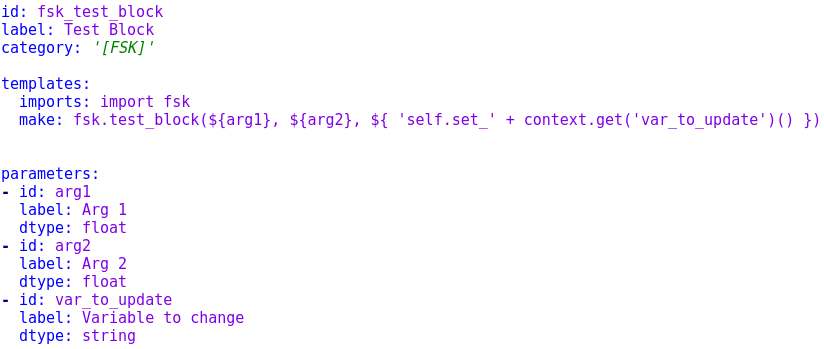 id: fsk_test_block
label: Test Block
category: '[FSK]'
templates:
  imports: import fsk
  make: fsk.test_block(${arg1}, ${arg2}, ${ 'self.set_' + context.get('var_to_update')() })
parameters:
- id: arg1
  label: Arg 1
  dtype: float
- id: arg2
  label: Arg 2
  dtype: float
- id: var_to_update
  label: Variable to change
  dtype: string